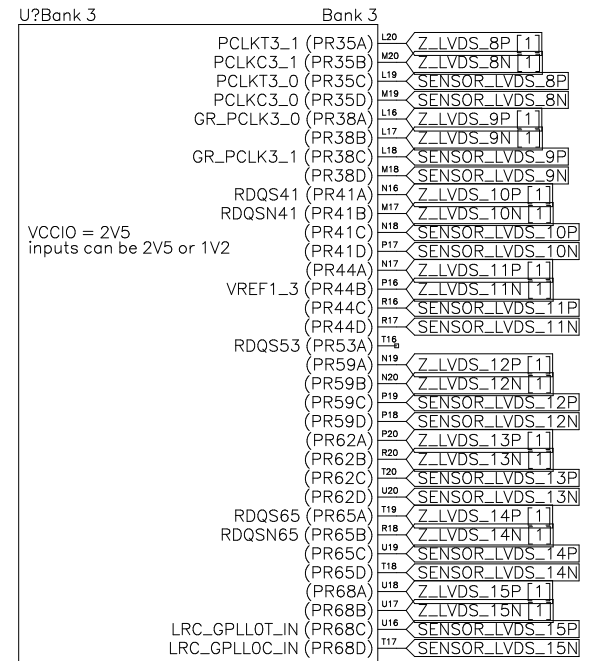 U?Bank 3 Bank 3
PCLKT3_1 (PR35A) L20 Z_LVDS_8P [1]
PCLKC3_1 (PR35B) M20 Z_LVDS_8N [1]
PCLKT3_0 (PR35C) L19 SENSOR_LVDS_8P
PCLKC3_0 (PR35D) M19 SENSOR_LVDS_8N
GR_PCLK3_0 (PR38A) L16 Z_LVDS_9P [1]
(PR38B) L17 Z_LVDS_9N [1]
GR_PCLK3_1 (PR38C) L18 SENSOR_LVDS_9P
(PR38D) M18 SENSOR_LVDS_9N
RDQS41 (PR41A) N16 Z_LVDS_10P [1]
RDQSN41 (PR41B) M17 Z_LVDS_10N [1]
VCCIO = 2V5 (PR41C) N18 SENSOR_LVDS_10P
inputs can be 2V5 or 1V2 (PR41D) P17 SENSOR_LVDS_10N
(PR44A) N17 Z_LVDS_11P [1]
VREF1_3 (PR44B) P16 Z_LVDS_11N [1]
(PR44C) R16 SENSOR_LVDS_11P
(PR44D) R17 SENSOR_LVDS_11N
RDQS53 (PR53A) T16
(PR59A) N19 Z_LVDS_12P [1]
(PR59B) N20 Z_LVDS_12N [1]
(PR59C) P19 SENSOR_LVDS_12P
(PR59D) P18 SENSOR_LVDS_12N
(PR62A) P20 Z_LVDS_13P [1]
(PR62B) R20 Z_LVDS_13N [1]
(PR62C) T20 SENSOR_LVDS_13P
(PR62D) U20 SENSOR_LVDS_13N
RDQS65 (PR65A) T19 Z_LVDS_14P [1]
RDQSN65 (PR65B) R18 Z_LVDS_14N [1]
(PR65C) U19 SENSOR_LVDS_14P
(PR65D) T18 SENSOR_LVDS_14N
(PR68A) U18 Z_LVDS_15P [1]
(PR68B) U17 Z_LVDS_15N [1]
LRC_GPLL0T_IN (PR68C) U16 SENSOR_LVDS_15P
LRC_GPLL0C_IN (PR68D) T17 SENSOR_LVDS_15N